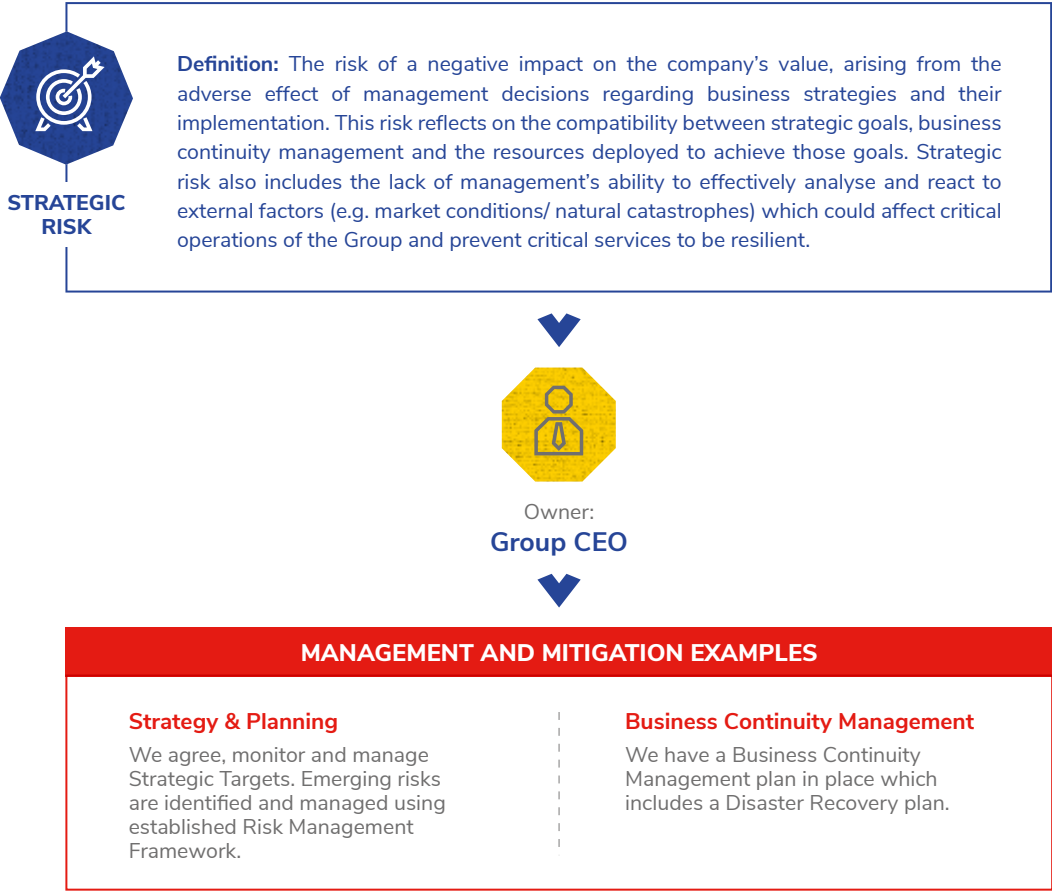 STRATEGIC
RISK
Definition: The risk of a negative impact on the company’s value, arising from the
adverse effect of management decisions regarding business strategies and their
implementation. This risk reflects on the compatibility between strategic goals, business
continuity management and the resources deployed to achieve those goals. Strategic
risk also includes the lack of management’s ability to effectively analyse and react to
external factors (e.g. market conditions/ natural catastrophes) which could affect critical
operations of the Group and prevent critical services to be resilient.
Owner:
Group CEO
MANAGEMENT AND MITIGATION EXAMPLES
Strategy & Planning
We agree, monitor and manage
Strategic Targets. Emerging risks
are identified and managed using
established Risk Management
Framework.
Business Continuity Management
We have a Business Continuity
Management plan in place which
includes a Disaster Recovery plan.